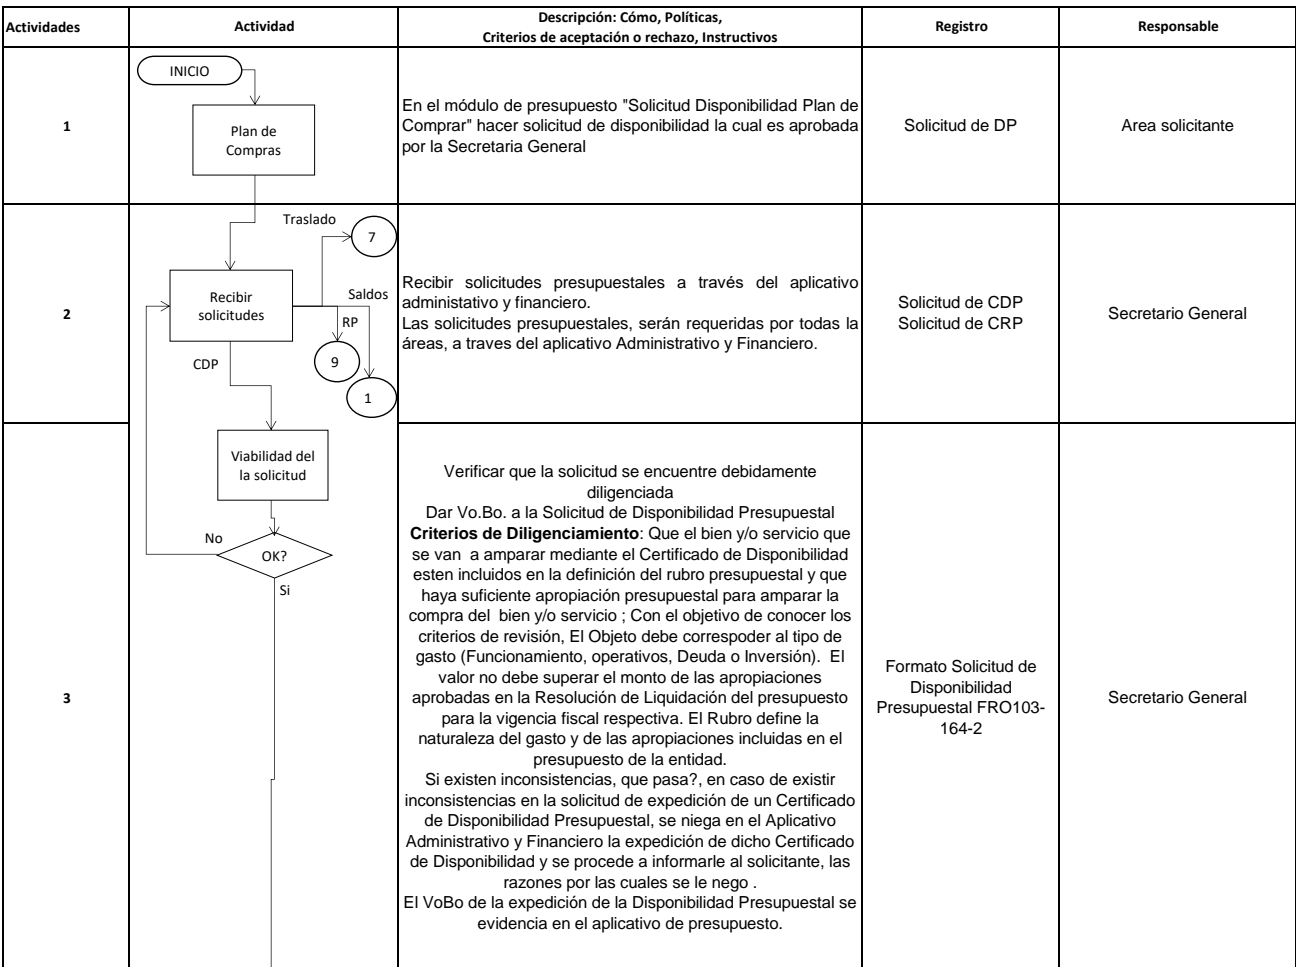 Actividades
Actividad
Descripción: Cómo, Políticas,
Criterios de aceptación o rechazo, Instructivos
Registro
Responsable
1
INICIO
Plan de
Compras
En el módulo de presupuesto "Solicitud Disponibilidad Plan de
Comprar" hacer solicitud de disponibilidad la cual es aprobada
por la Secretaria General
Solicitud de DP
Area solicitante
2
Traslado
7
Recibir
solicitudes
Saldos
RP
9
CDP
1
Recibir solicitudes presupuestales a través del aplicativo
administativo y financiero.
Las solicitudes presupuestales, serán requeridas por todas la
áreas, a traves del aplicativo Administrativo y Financiero.
Solicitud de CDP
Solicitud de CRP
Secretario General
3
Viabilidad del
la solicitud
No
OK?
Si
Verificar que la solicitud se encuentre debidamente
diligenciada
Dar Vo.Bo. a la Solicitud de Disponibilidad Presupuestal
Criterios de Diligenciamiento: Que el bien y/o servicio que
se van  a amparar mediante el Certificado de Disponibilidad
esten incluidos en la definición del rubro presupuestal y que
haya suficiente apropiación presupuestal para amparar la
compra del  bien y/o servicio ; Con el objetivo de conocer los
criterios de revisión, El Objeto debe correspoder al tipo de
gasto (Funcionamiento, operativos, Deuda o Inversión).  El
valor no debe superar el monto de las apropiaciones
aprobadas en la Resolución de Liquidación del presupuesto
para la vigencia fiscal respectiva. El Rubro define la
naturaleza del gasto y de las apropiaciones incluidas en el
presupuesto de la entidad.
Si existen inconsistencias, que pasa?, en caso de existir
inconsistencias en la solicitud de expedición de un Certificado
de Disponibilidad Presupuestal, se niega en el Aplicativo
Administrativo y Financiero la expedición de dicho Certificado
de Disponibilidad y se procede a informarle al solicitante, las
razones por las cuales se le nego .
El VoBo de la expedición de la Disponibilidad Presupuestal se
evidencia en el aplicativo de presupuesto.
Formato Solicitud de
Disponibilidad
Presupuestal FRO103-
164-2
Secretario General